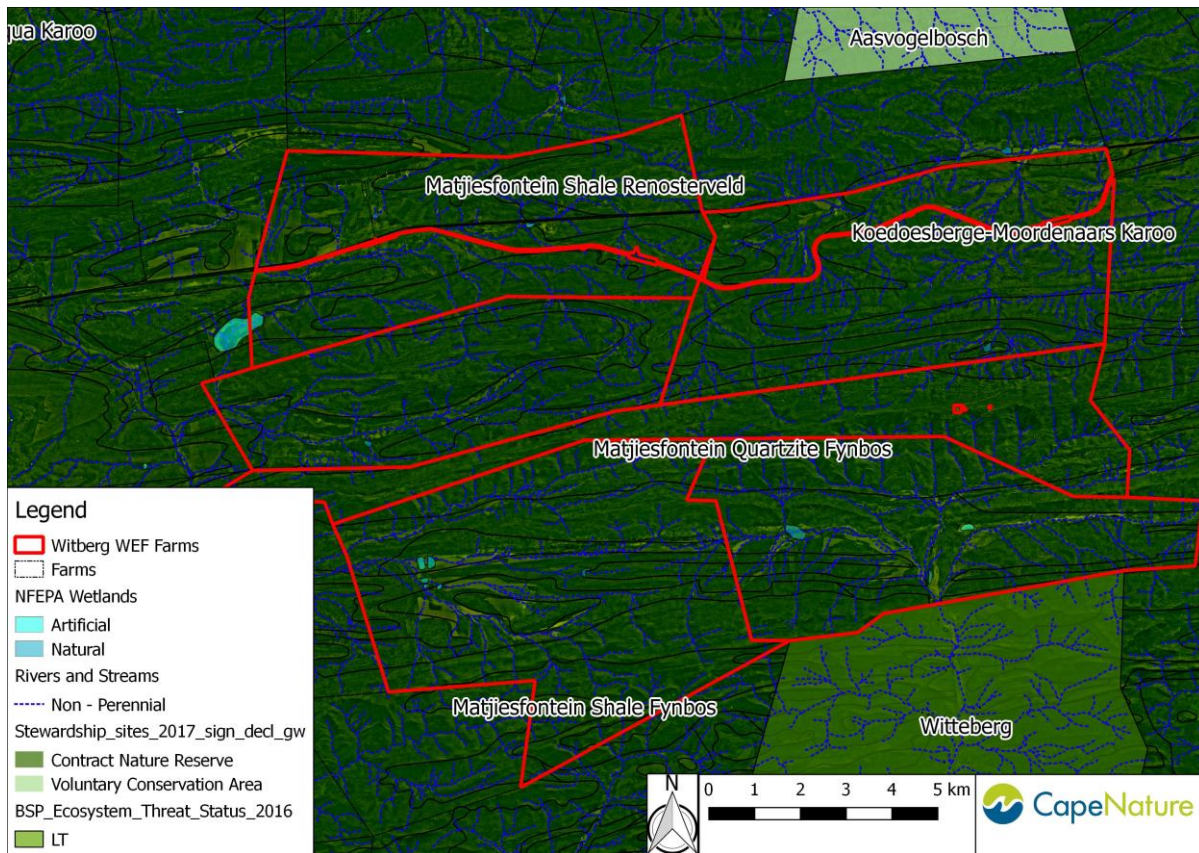 qua Karoo
Aasvogelbosch
Matjiesfontein Shale Renosterveld
Koedoesberge-Moordenaars Karoo
Matjiesfontein Quartzite Fynbos
Matjiesfontein Shale Fynbos
Witteberg
Legend
Witberg WEF Farms
Farms
NFEPA Wetlands
Artificial
Natural
Rivers and Streams
Non - Perennial
Stewardship_sites_2017_sign_decl_gw
Contract Nature Reserve
Voluntary Conservation Area
BSP_Ecosystem_Threat_Status_2016
LT
N
0 1 2 3 4 5 km
CapeNature